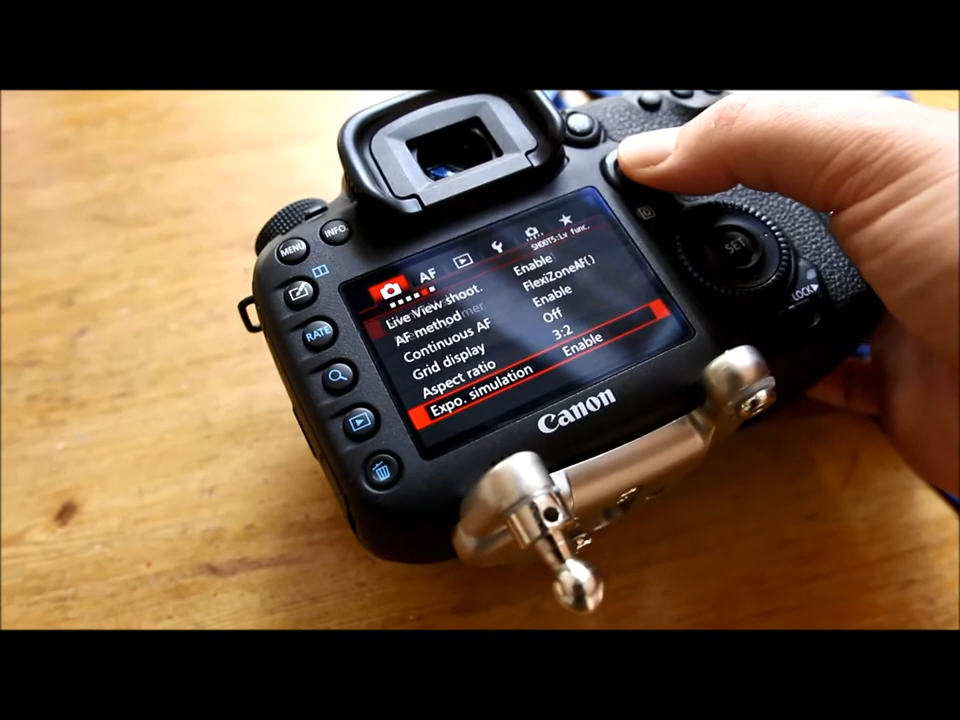 MENU
INFO.
RATE
SET
LOCK
AF
SHOOT5:Lv func.
Live View shoot. Enable
AF method FlexiZoneAF()
Continuous AF Enable
Grid display Off
Aspect ratio 3:2
Expo. simulation Enable
Canon